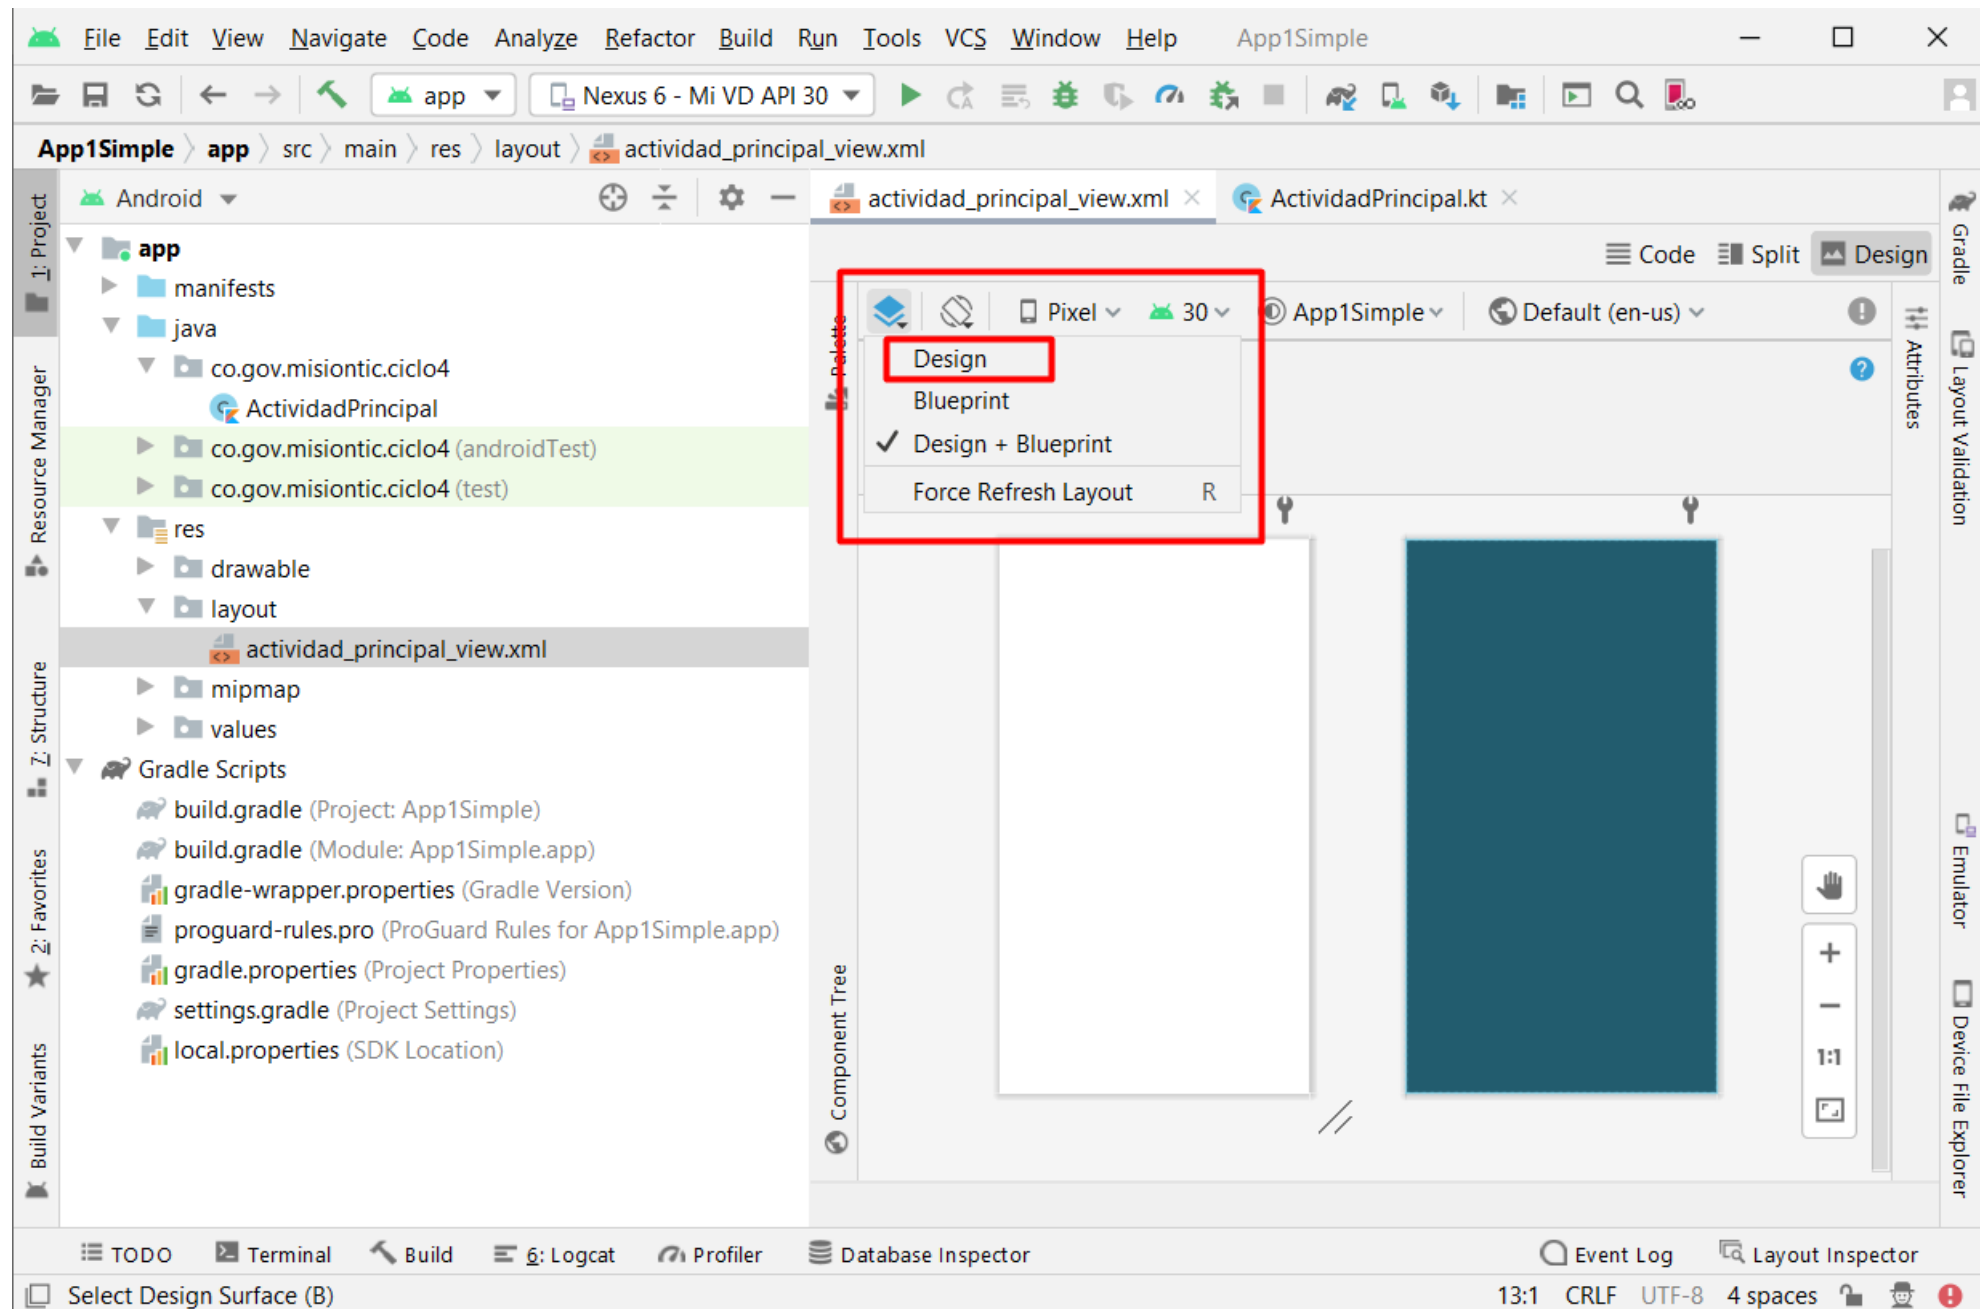 File Edit View Navigate Code Analyze Refactor Build Run Tools VCS Window Help App1Simple
app Nexus 6 - Mi VD API 30
App1Simple app src main res layout actividad_principal_view.xml
Android
actividad_principal_view.xml ActividadPrincipal.kt
Code Split Design
1: Project
Resource Manager
7: Structure
2: Favorites
Build Variants
app
manifests
java
co.gov.misiontic.ciclo4
ActividadPrincipal
co.gov.misiontic.ciclo4 (androidTest)
co.gov.misiontic.ciclo4 (test)
res
drawable
layout
actividad_principal_view.xml
mipmap
values
Gradle Scripts
build.gradle (Project: App1Simple)
build.gradle (Module: App1Simple.app)
gradle-wrapper.properties (Gradle Version)
proguard-rules.pro (ProGuard Rules for App1Simple.app)
gradle.properties (Project Properties)
settings.gradle (Project Settings)
local.properties (SDK Location)
Palette
Component Tree
Pixel 30 App1Simple Default (en-us)
Design
Blueprint
Design + Blueprint
Force Refresh Layout R
1:1
Attributes
Gradle
Layout Validation
Emulator
Device File Explorer
TODO Terminal Build 6: Logcat Profiler Database Inspector Event Log Layout Inspector
Select Design Surface (B) 13:1 CRLF UTF-8 4 spaces